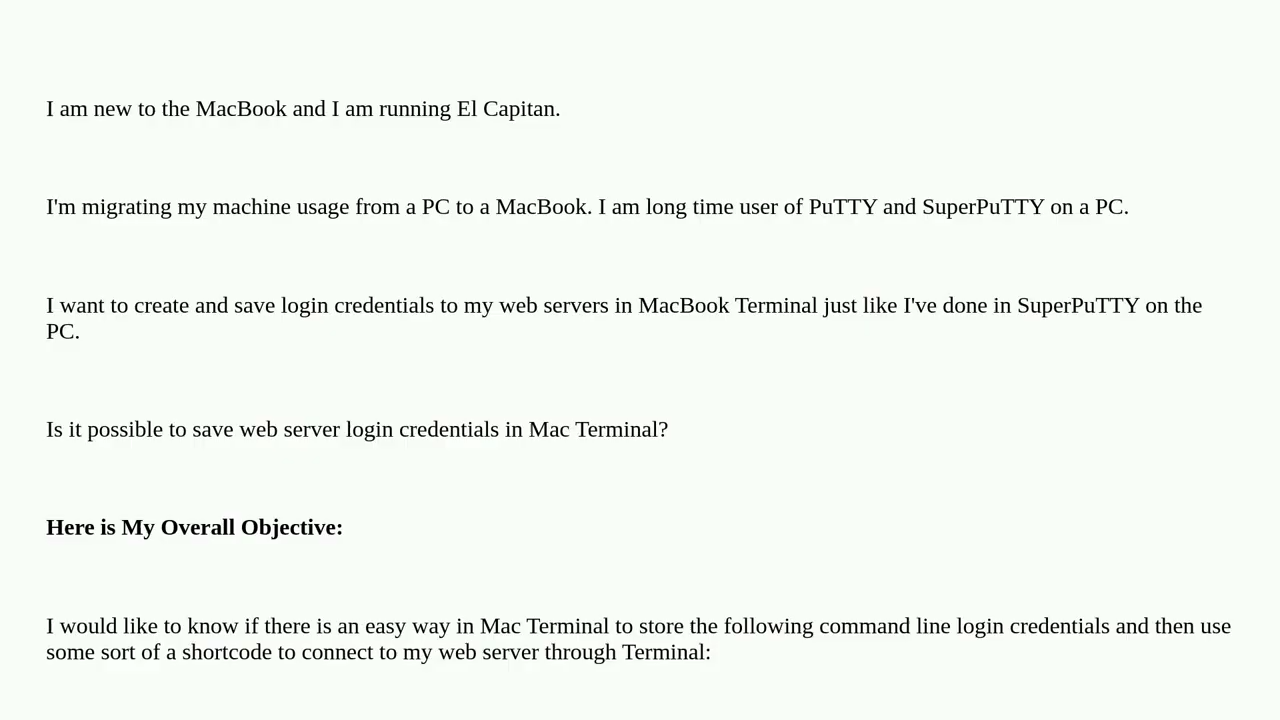 I am new to the MacBook and I am running El Capitan.
I'm migrating my machine usage from a PC to a MacBook. I am long time user of PuTTY and SuperPuTTY on a PC.
I want to create and save login credentials to my web servers in MacBook Terminal just like I've done in SuperPuTTY on the
PC.
Is it possible to save web server login credentials in Mac Terminal?
Here is My Overall Objective:
I would like to know if there is an easy way in Mac Terminal to store the following command line login credentials and then use
some sort of a shortcode to connect to my web server through Terminal: